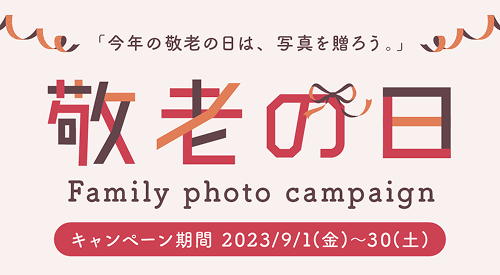 「今年の敬老の日は、写真を贈ろう。」
敬老の日
Family photo campaign
キャンペーン期間 2023/9/1(金)〜30(土)